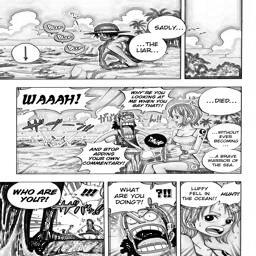 SADLY...
...THE
LIAR...
...DIED...
...WITHOUT
EVER
BECOMING
...
...A BRAVE
WARRIOR OF
THE SEA.
WHY'RE YOU
LOOKING AT
ME WHEN YOU
SAY THAT!!
AND STOP
ADDING
YOUR OWN
COMMENTARY!
WAAAH!
LUFFY
FELL IN
THE
OCEAN!!
HUH?!
?!!
WHAT
ARE YOU
DOING?!
!!!
WHO ARE
YOU?!